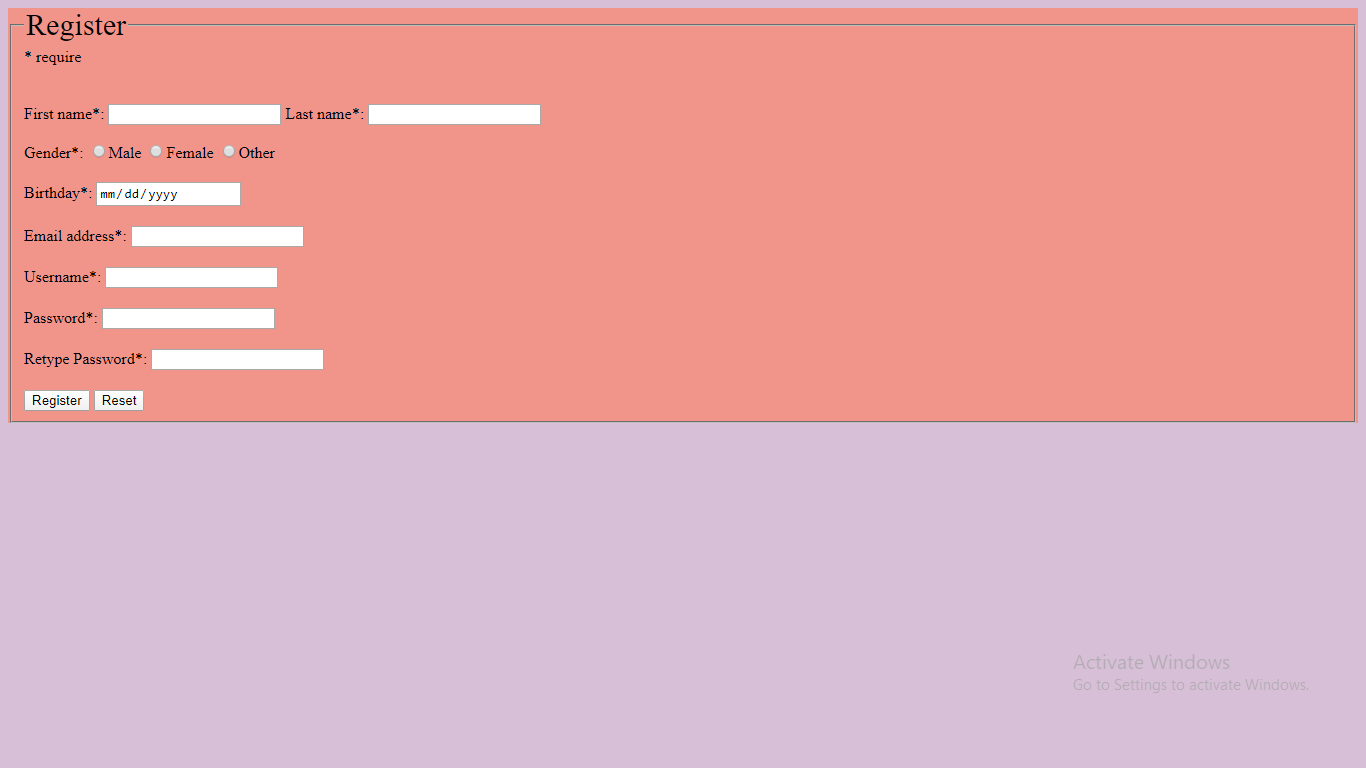 Register
* require
First name*: Last name*:
Gender*: Male Female Other
Birthday*: mm/dd/yyyy
Email address*:
Username*:
Password*:
Retype Password*:
Register Reset
Activate Windows
Go to Settings to activate Windows.